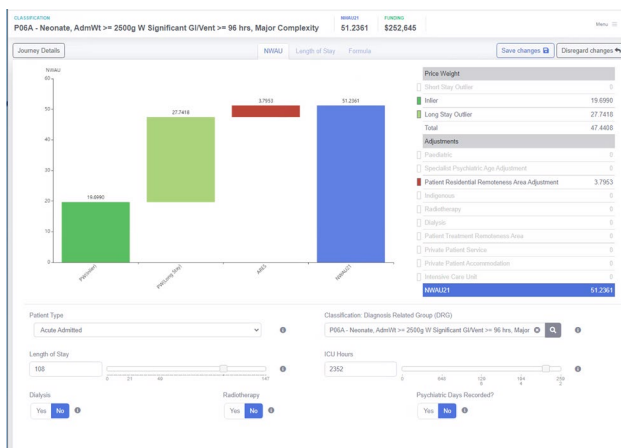 CLASSIFICATION NWAU21 FUNDING
P06A - Neonate, AdmWt >= 2500g W Significant GI/Vent >= 96 hrs, Major Complexity 51.2361 $252,645 Menu
Journey Details NWAU Length of Stay Formula Save changes Disregard changes
NWAU
60
50
40
30
20
10
0
19.6990
27.7418
3.7953
51.2361
PW(Inlier)
PW(Long Stay)
ARES
NWAU21
Price Weight
Short Stay Outlier 0
Inlier 19.6990
Long Stay Outlier 27.7418
Total 47.4408
Adjustments
Paediatric 0
Specialist Psychiatric Age Adjustment 0
Patient Residential Remoteness Area Adjustment 3.7953
Indigenous 0
Radiotherapy 0
Dialysis 0
Patient Treatment Remoteness Area 0
Private Patient Service 0
Private Patient Accommodation 0
Intensive Care Unit 0
NWAU21 51.2361
Patient Type Classification: Diagnosis Related Group (DRG)
Acute Admitted P06A - Neonate, AdmWt >= 2500g W Significant GI/Vent >= 96 hrs, Major
Length of Stay ICU Hours
108 2352
0 21 147
0 184
Dialysis Radiotherapy Psychiatric Days Recorded?
Yes No Yes No Yes No